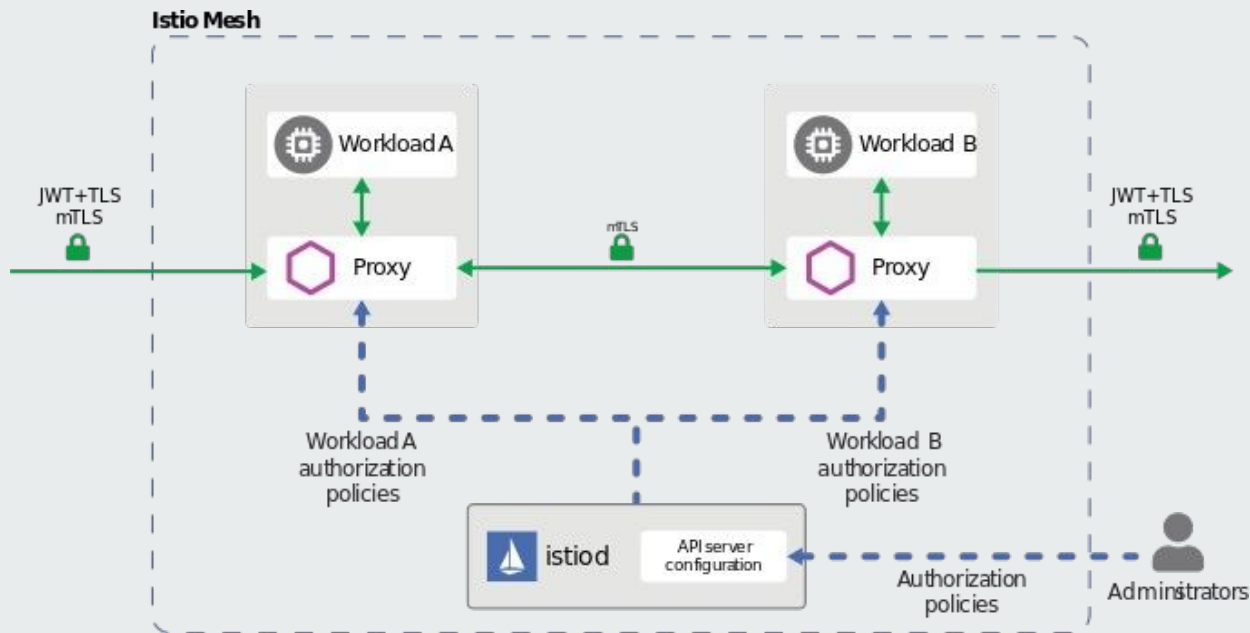 Istio Mesh
Workload A
Workload B
JWT+TLS
mTLS
mTLS
JWT+TLS
mTLS
Proxy
Proxy
Workload A
authorization
policies
Workload B
authorization
policies
istiod
API server
configuration
Authorization
policies
Administrators